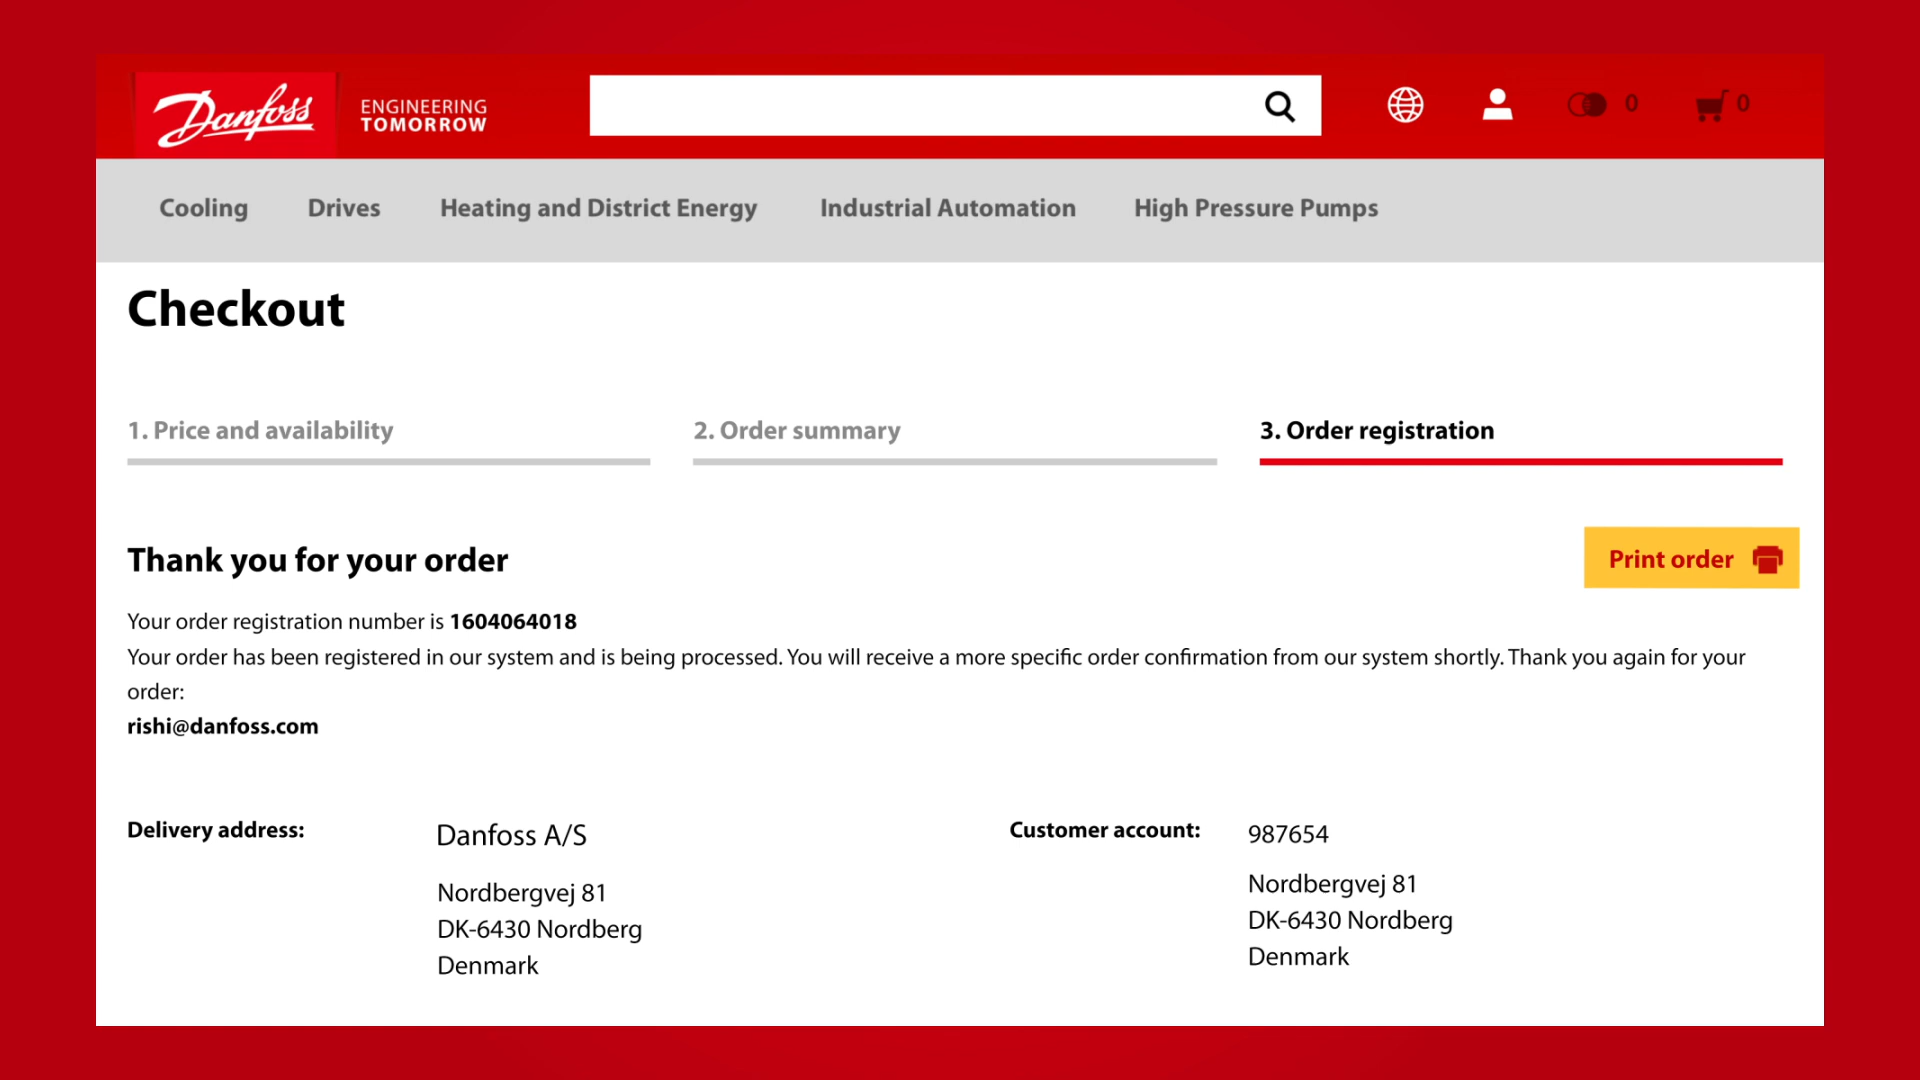 Danfoss
ENGINEERING
TOMORROW
0
0
Cooling
Drives
Heating and District Energy
Industrial Automation
High Pressure Pumps
Checkout
1. Price and availability
2. Order summary
3. Order registration
Thank you for your order
Print order
Your order registration number is 1604064018
Your order has been registered in our system and is being processed. You will receive a more specific order confirmation from our system shortly. Thank you again for your
order:
rishi@danfoss.com
Delivery address:
Danfoss A/S
Nordbergvej 81
DK-6430 Nordberg
Denmark
Customer account:
987654
Nordbergvej 81
DK-6430 Nordberg
Denmark